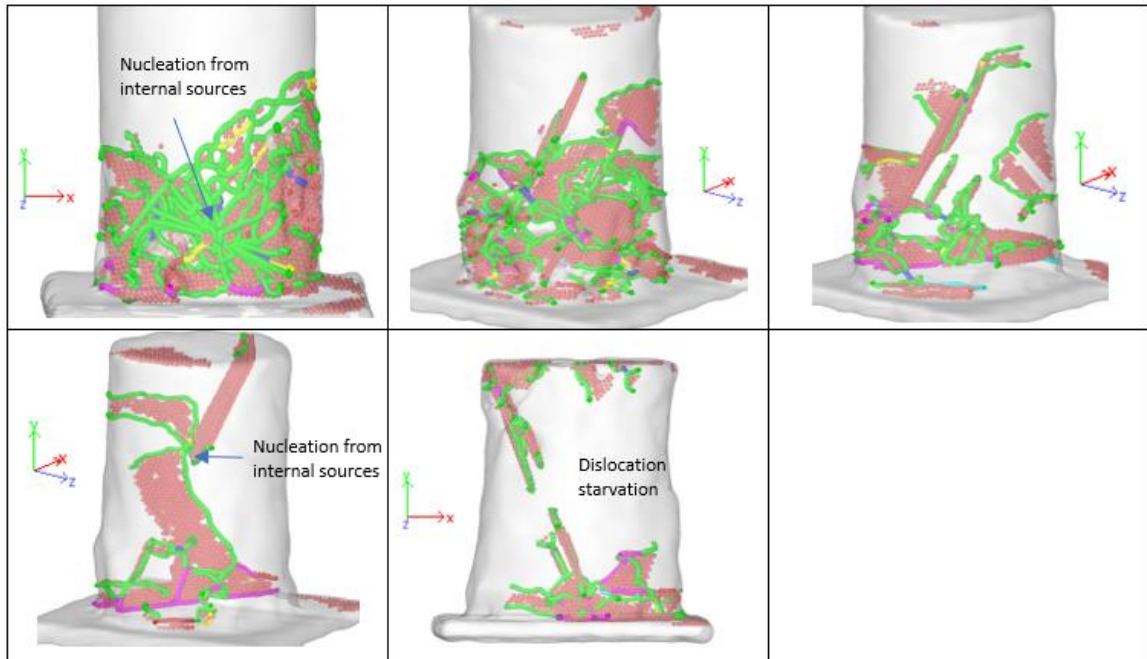 Nucleation from
internal sources
Y
X
Z
Y
X
Z
Y
X
Z
Nucleation from
internal sources
Y
X
Z
Dislocation
starvation
Y
X
Z